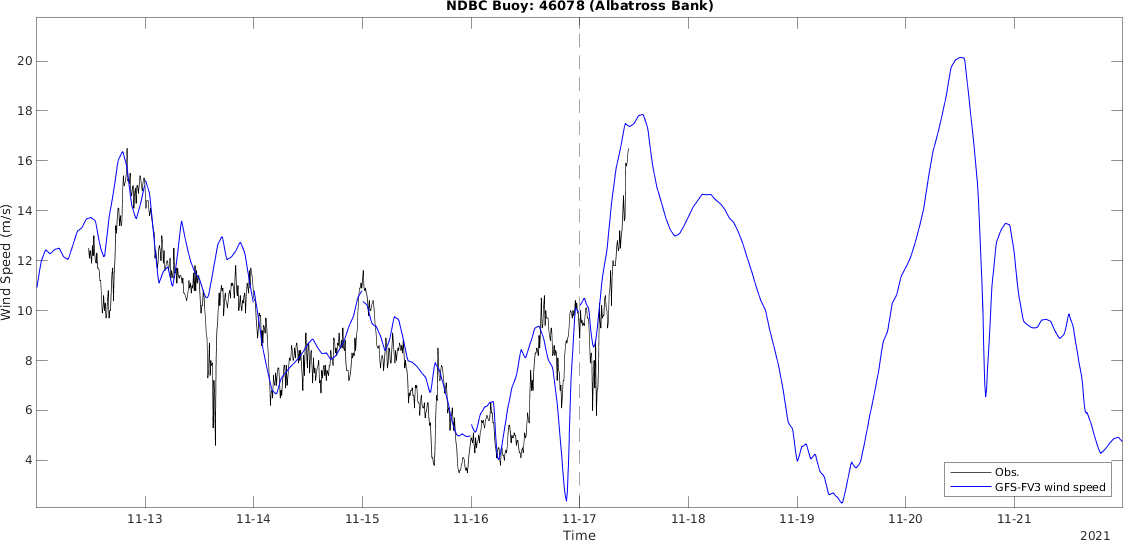 NDBC Buoy: 46078 (Albatross Bank)
Wind Speed (m/s)
20
18
16
14
12
10
8
6
4
11-13 11-14 11-15 11-16 11-17 11-18 11-19 11-20 11-21
Time
2021
Obs.
GFS-FV3 wind speed